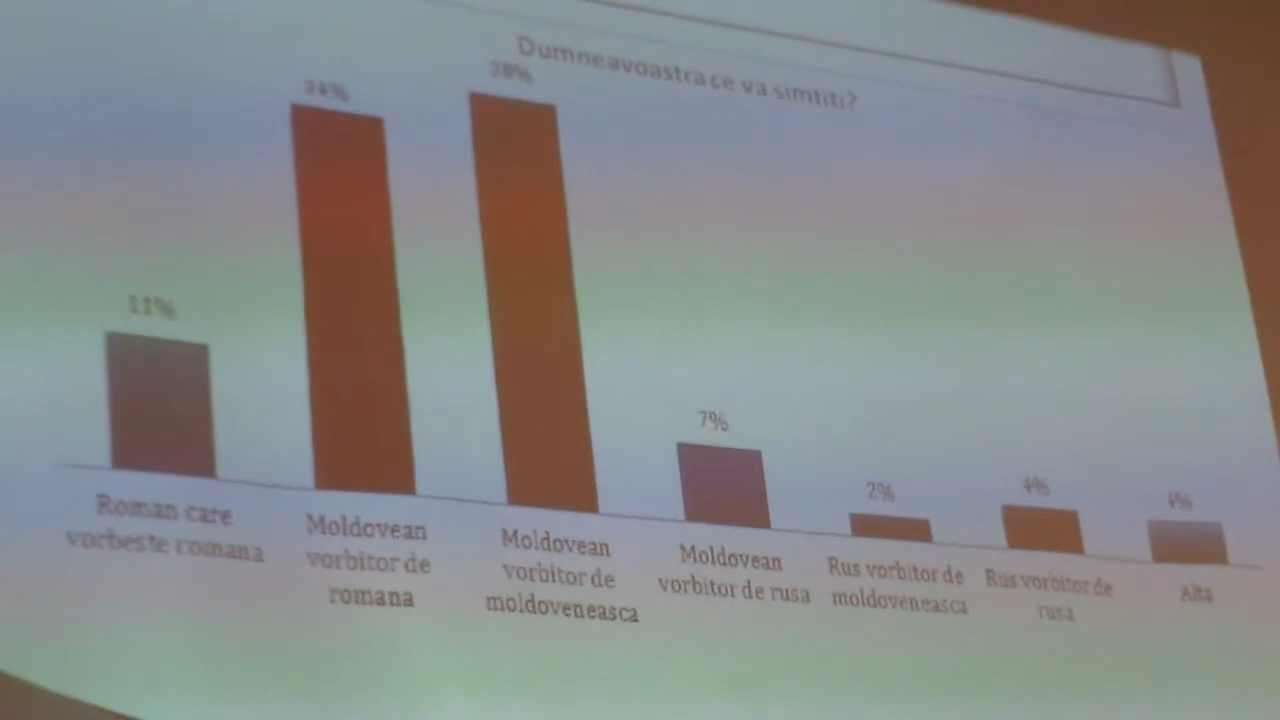 Dumneavoastra ce va simtiti?
38%
11%
7%
2%
4%
4%
Roman care
vorbeste romana
Moldovean
vorbitor de
romana
Moldovean
vorbitor de
moldoveneasca
Moldovean
vorbitor de rusa
Rus vorbitor de
moldoveneasca
Rus vorbitor de
rusa
Alta